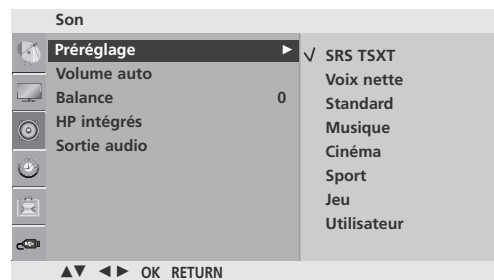 Son
Préréglage ►
Volume auto
Balance 0
HP intégrés
Sortie audio
√ SRS TSXT
Voix nette
Standard
Musique
Cinéma
Sport
Jeu
Utilisateur
▲▼ ◄► OK RETURN